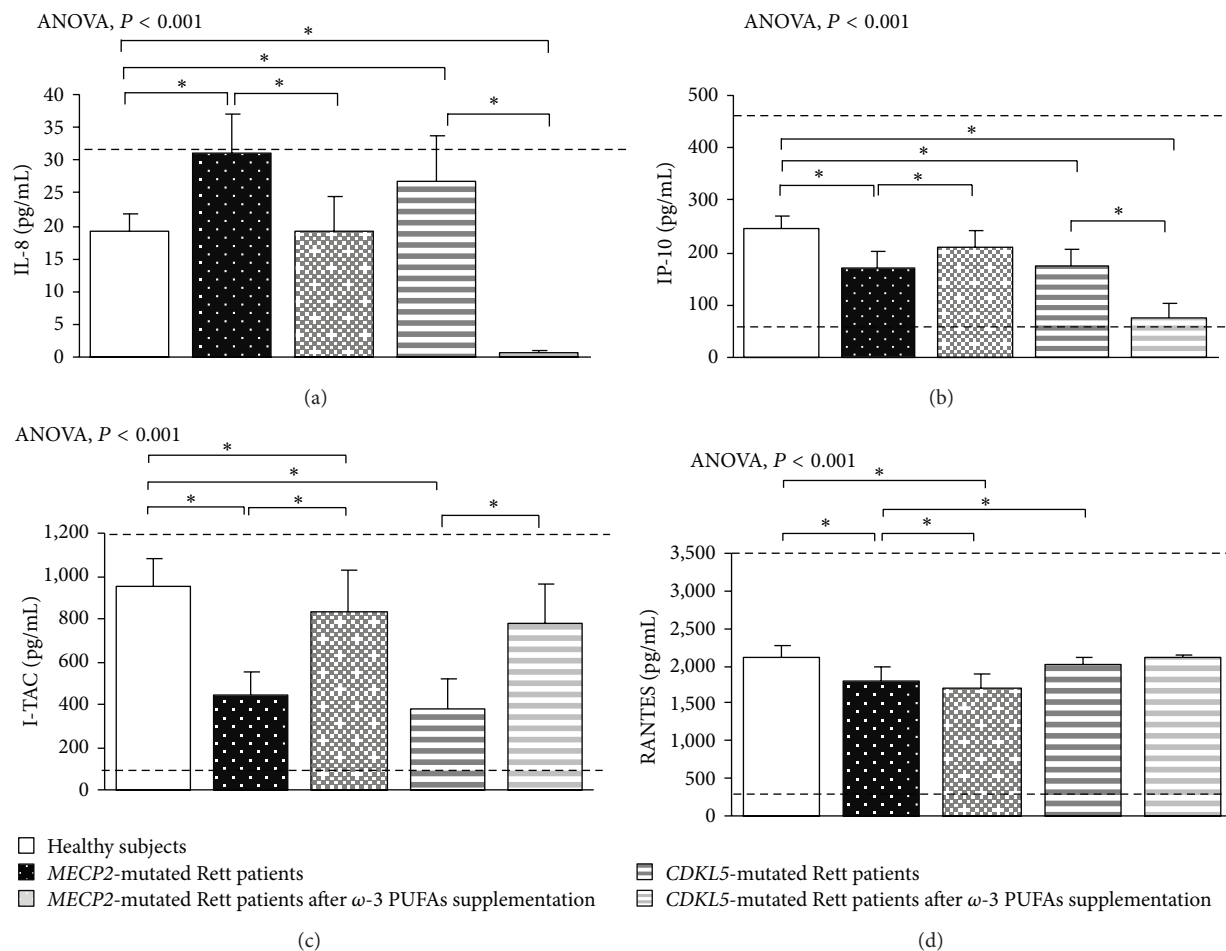 ANOVA, P < 0.001
*
*
* * *
40
35
30
25
20
15
10
5
0
IL-8 (pg/mL)
(a)
ANOVA, P < 0.001
500
400
300
200
100
0
*
*
* *
*
IP-10 (pg/mL)
(b)
ANOVA, P < 0.001
*
*
* * *
1,200
1,000
800
600
400
200
0
I-TAC (pg/mL)
(c)
ANOVA, P < 0.001
*
*
* *
3,500
3,000
2,500
2,000
1,500
1,000
500
0
RANTES (pg/mL)
(d)
Healthy subjects
MECP2-mutated Rett patients
MECP2-mutated Rett patients after ω-3 PUFAs supplementation
CDKL5-mutated Rett patients
CDKL5-mutated Rett patients after ω-3 PUFAs supplementation